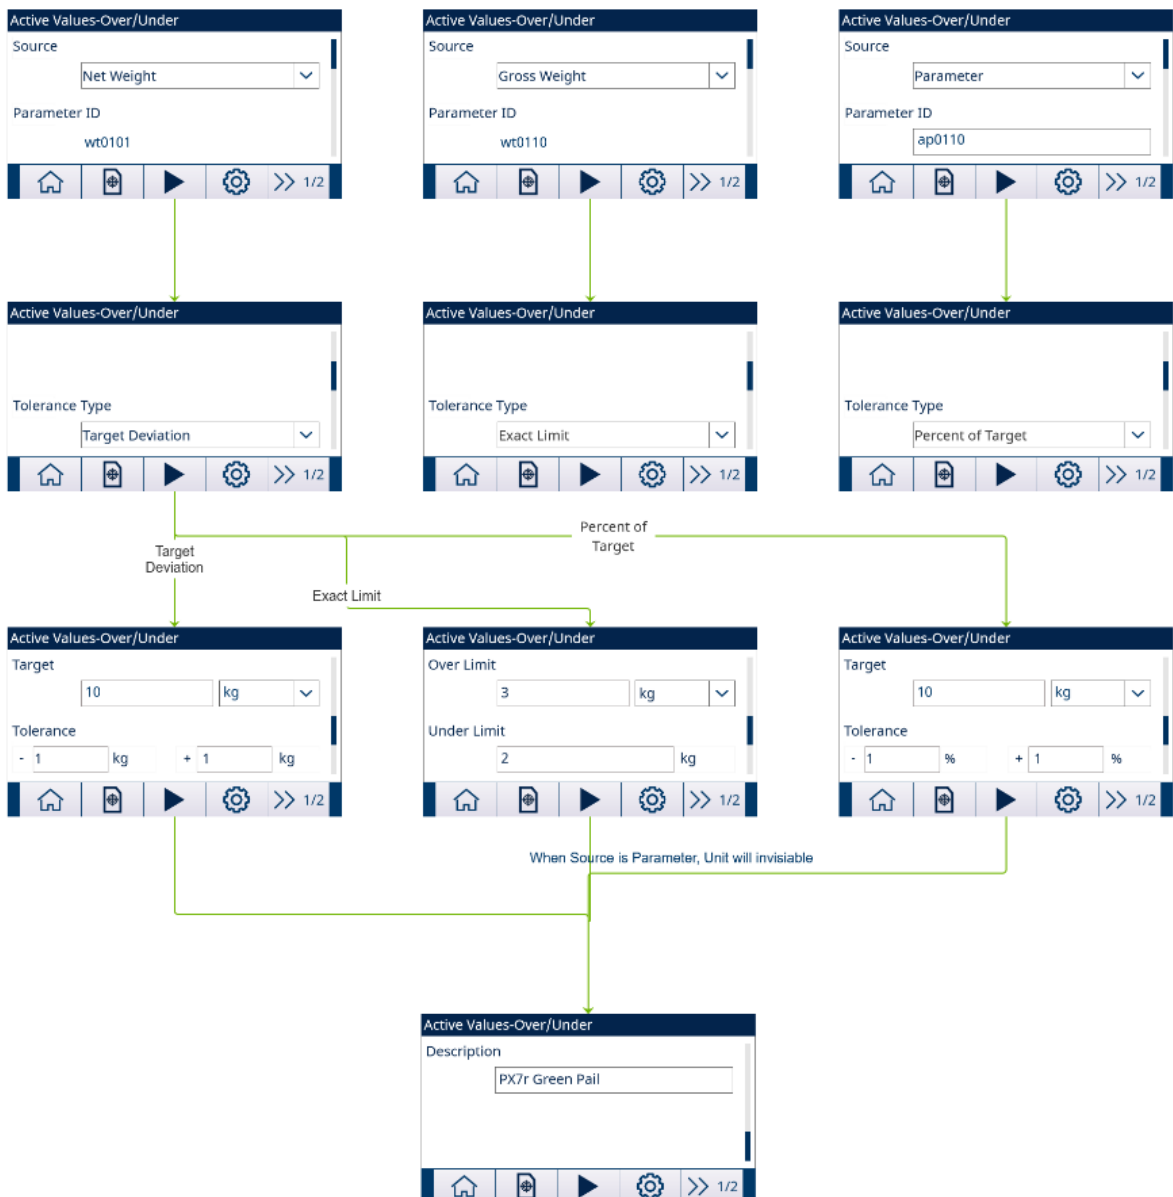 Active Values-Over/Under
Source
Net Weight
Parameter ID
wt0101
1/2
Active Values-Over/Under
Source
Gross Weight
Parameter ID
wt0110
1/2
Active Values-Over/Under
Source
Parameter
Parameter ID
ap0110
1/2
Active Values-Over/Under
Tolerance Type
Target Deviation
1/2
Active Values-Over/Under
Tolerance Type
Exact Limit
1/2
Active Values-Over/Under
Tolerance Type
Percent of Target
1/2
Target
Deviation
Exact Limit
Percent of
Target
Active Values-Over/Under
Target
10 kg
Tolerance
- 1 kg + 1 kg
1/2
Active Values-Over/Under
Over Limit
3 kg
Under Limit
2 kg
1/2
Active Values-Over/Under
Target
10 kg
Tolerance
- 1 % + 1 %
1/2
When Source is Parameter, Unit will invisiable
Active Values-Over/Under
Description
PX7r Green Pail
1/2